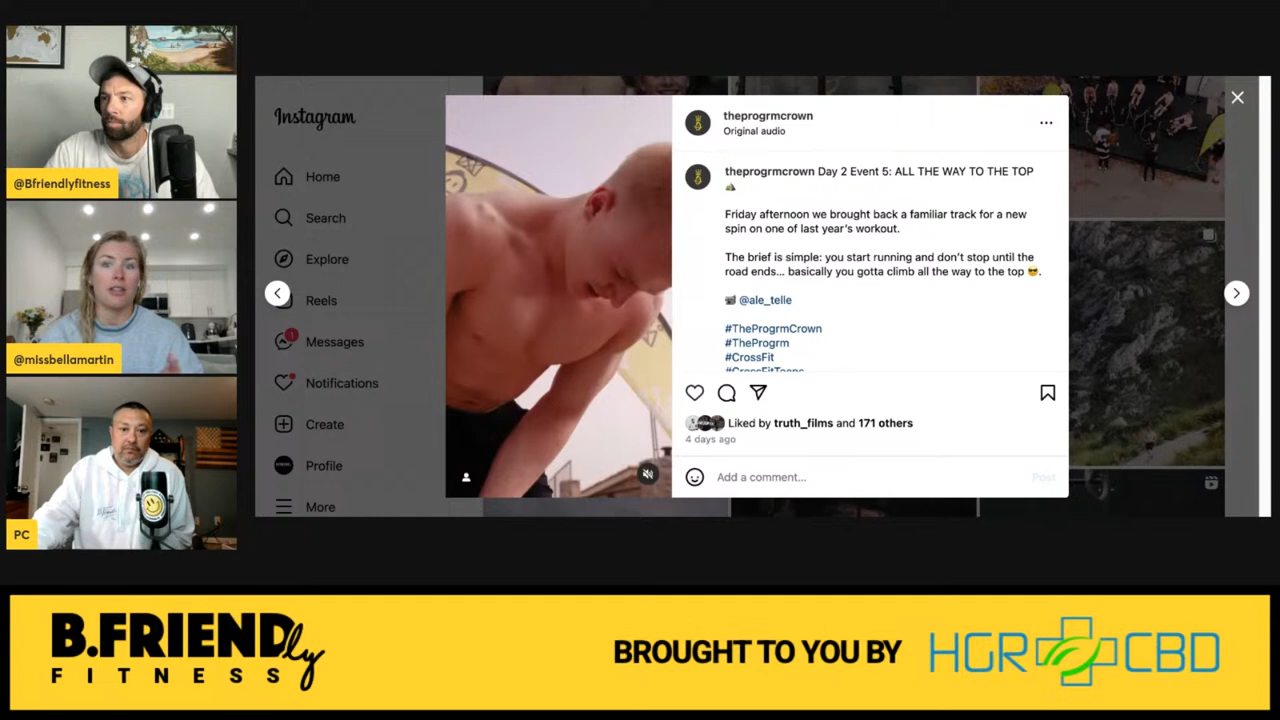 @Bfriendlyfitness
@missbellamartin
PC
Instagram
Home
Search
Explore
Reels
1
Messages
Notifications
Create
Profile
More
theprogrmcrown
Original audio
theprogrmcrown Day 2 Event 5: ALL THE WAY TO THE TOP
⛰️
Friday afternoon we brought back a familiar track for a new
spin on one of last year's workout.
The brief is simple: you start running and don't stop until the
road ends... basically you gotta climb all the way to the top 😎.
📹 @ale_telle
#TheProgrmCrown
#TheProgrm
#CrossFit
#CrossFitTeens
Liked by truth_films and 171 others
4 days ago
Add a comment...
Post
B.FRIENDly
FITNESS
BROUGHT TO YOU BY
HGR CBD